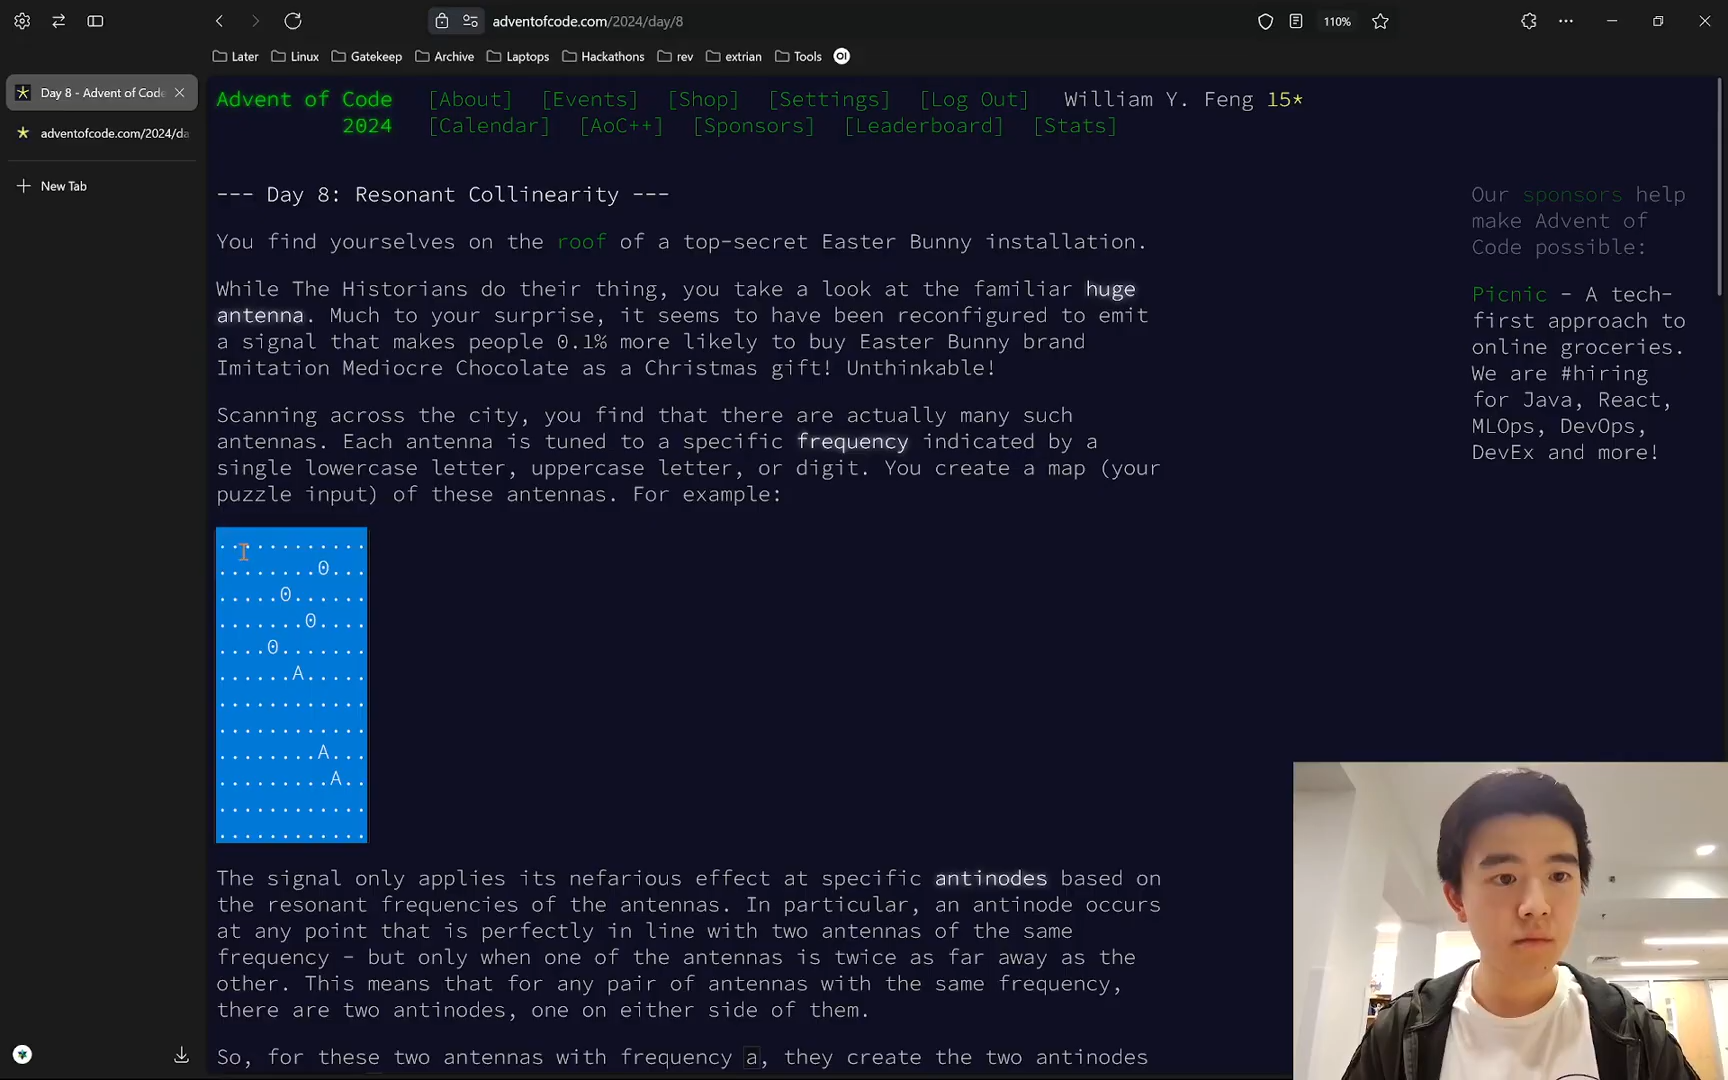 adventofcode.com/2024/day/8
110%
Later
Linux
Gatekeep
Archive
Laptops
Hackathons
rev
extrian
Tools
Day 8 - Advent of Code
adventofcode.com/2024/da
New Tab
Advent of Code [About] [Events] [Shop] [Settings] [Log Out] William Y. Feng 15*
2024 [Calendar] [AoC++] [Sponsors] [Leaderboard] [Stats]
--- Day 8: Resonant Collinearity ---
You find yourselves on the roof of a top-secret Easter Bunny installation.
While The Historians do their thing, you take a look at the familiar huge
antenna. Much to your surprise, it seems to have been reconfigured to emit
a signal that makes people 0.1% more likely to buy Easter Bunny brand
Imitation Mediocre Chocolate as a Christmas gift! Unthinkable!
Scanning across the city, you find that there are actually many such
antennas. Each antenna is tuned to a specific frequency indicated by a
single lowercase letter, uppercase letter, or digit. You create a map (your
puzzle input) of these antennas. For example:
............
........0...
.....0......
.......0....
....0.......
......A.....
............
............
........A...
.........A..
............
............
The signal only applies its nefarious effect at specific antinodes based on
the resonant frequencies of the antennas. In particular, an antinode occurs
at any point that is perfectly in line with two antennas of the same
frequency - but only when one of the antennas is twice as far away as the
other. This means that for any pair of antennas with the same frequency,
there are two antinodes, one on either side of them.
So, for these two antennas with frequency a, they create the two antinodes
Our sponsors help
make Advent of
Code possible:
Picnic - A tech-
first approach to
online groceries.
We are #hiring
for Java, React,
MLOps, DevOps,
DevEx and more!